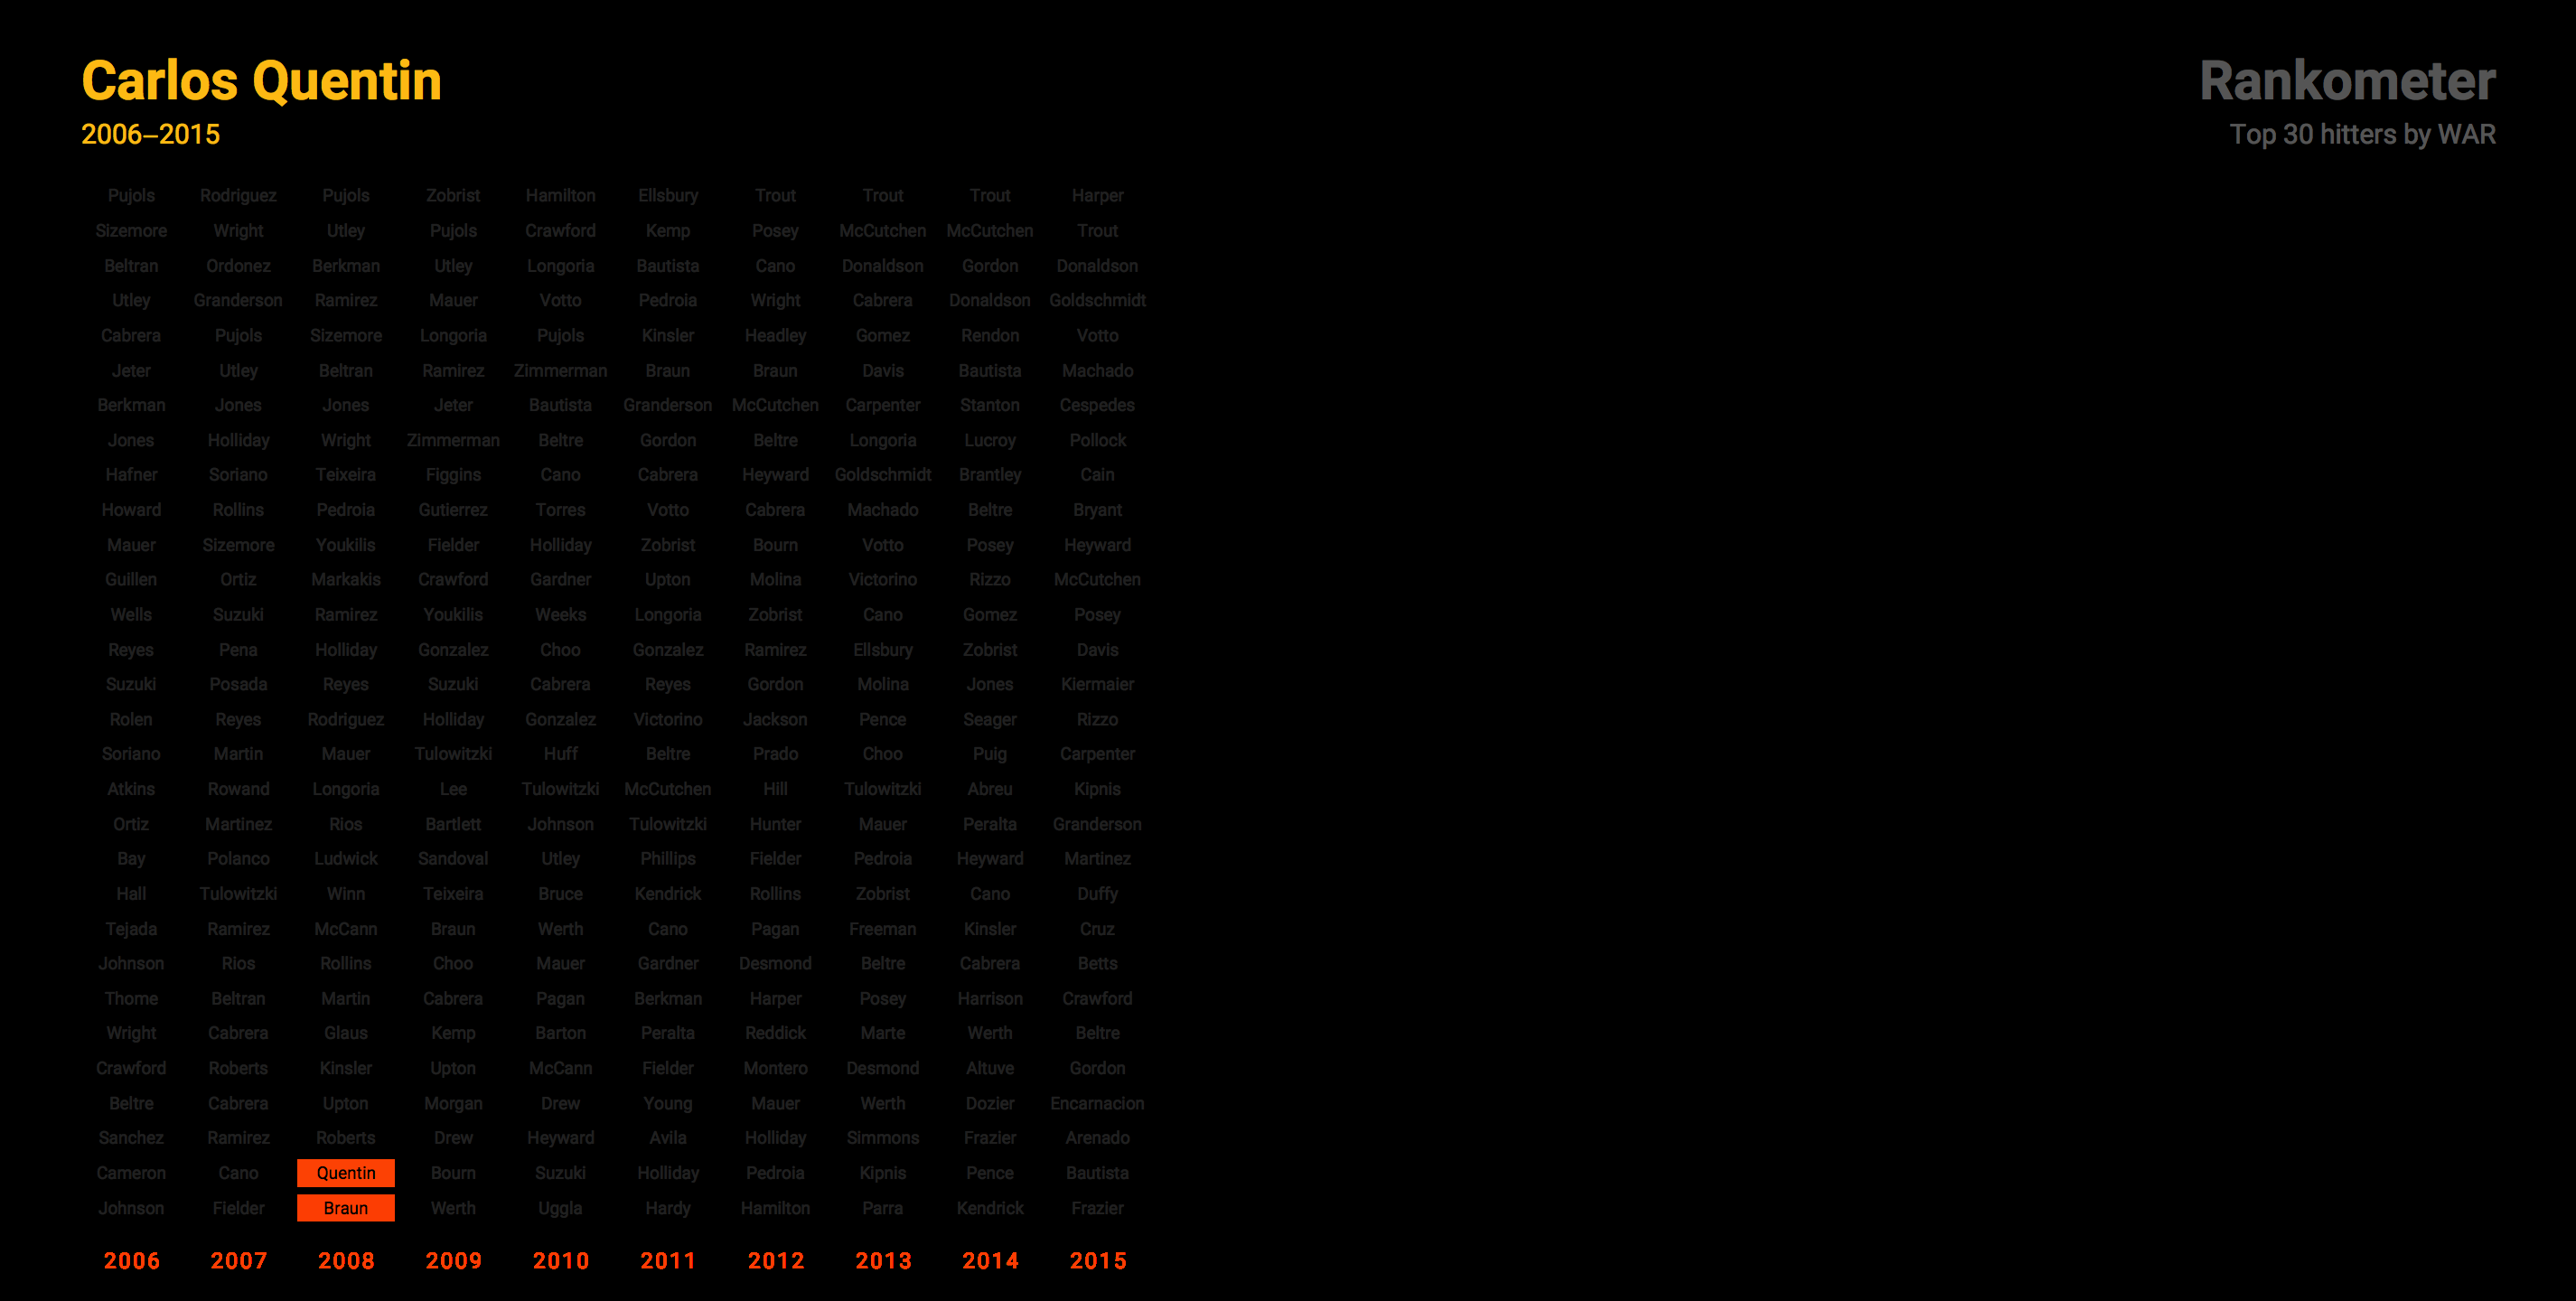 Carlos Quentin
2006–2015
Rankometer
Top 30 hitters by WAR
Pujols Rodriguez Pujols Zobrist Hamilton Ellsbury Trout Trout Trout Harper
Sizemore Wright Utley Pujols Crawford Kemp Posey McCutchen McCutchen Trout
Beltran Ordonez Berkman Utley Longoria Bautista Cano Donaldson Gordon Donaldson
Utley Granderson Ramirez Mauer Votto Pedroia Wright Cabrera Donaldson Goldschmidt
Cabrera Pujols Sizemore Longoria Pujols Kinsler Headley Gomez Rendon Votto
Jeter Utley Beltran Ramirez Zimmerman Braun Braun Davis Bautista Machado
Berkman Jones Jones Jeter Bautista Granderson McCutchen Carpenter Stanton Cespedes
Jones Holliday Wright Zimmerman Beltre Gordon Beltre Longoria Lucroy Pollock
Hafner Soriano Teixeira Figgins Cano Cabrera Heyward Goldschmidt Brantley Cain
Howard Rollins Pedroia Gutierrez Torres Votto Cabrera Machado Beltre Bryant
Mauer Sizemore Youkilis Fielder Holliday Zobrist Bourn Votto Posey Heyward
Guillen Ortiz Markakis Crawford Gardner Upton Molina Victorino Rizzo McCutchen
Wells Suzuki Ramirez Youkilis Weeks Longoria Zobrist Cano Gomez Posey
Reyes Pena Holliday Gonzalez Choo Gonzalez Ramirez Ellsbury Zobrist Davis
Suzuki Posada Reyes Suzuki Cabrera Reyes Gordon Molina Jones Kiermaier
Rolen Reyes Rodriguez Holliday Gonzalez Victorino Jackson Pence Seager Rizzo
Soriano Martin Mauer Tulowitzki Huff Beltre Prado Choo Puig Carpenter
Atkins Rowand Longoria Lee Tulowitzki McCutchen Hill Tulowitzki Abreu Kipnis
Ortiz Martinez Rios Bartlett Johnson Tulowitzki Hunter Mauer Peralta Granderson
Bay Polanco Ludwick Sandoval Utley Phillips Fielder Pedroia Heyward Martinez
Hall Tulowitzki Winn Teixeira Bruce Kendrick Rollins Zobrist Cano Duffy
Tejada Ramirez McCann Braun Werth Cano Pagan Freeman Kinsler Cruz
Johnson Rios Rollins Choo Mauer Gardner Desmond Beltre Cabrera Betts
Thome Beltran Martin Cabrera Pagan Berkman Harper Posey Harrison Crawford
Wright Cabrera Glaus Kemp Barton Peralta Reddick Marte Werth Beltre
Crawford Roberts Kinsler Upton McCann Fielder Montero Desmond Altuve Gordon
Beltre Cabrera Upton Morgan Drew Young Mauer Werth Dozier Encarnacion
Sanchez Ramirez Roberts Drew Heyward Avila Holliday Simmons Frazier Arenado
Cameron Cano Quentin Bourn Suzuki Holliday Pedroia Kipnis Pence Bautista
Johnson Fielder Braun Werth Uggla Hardy Hamilton Parra Kendrick Frazier
2006 2007 2008 2009 2010 2011 2012 2013 2014 2015